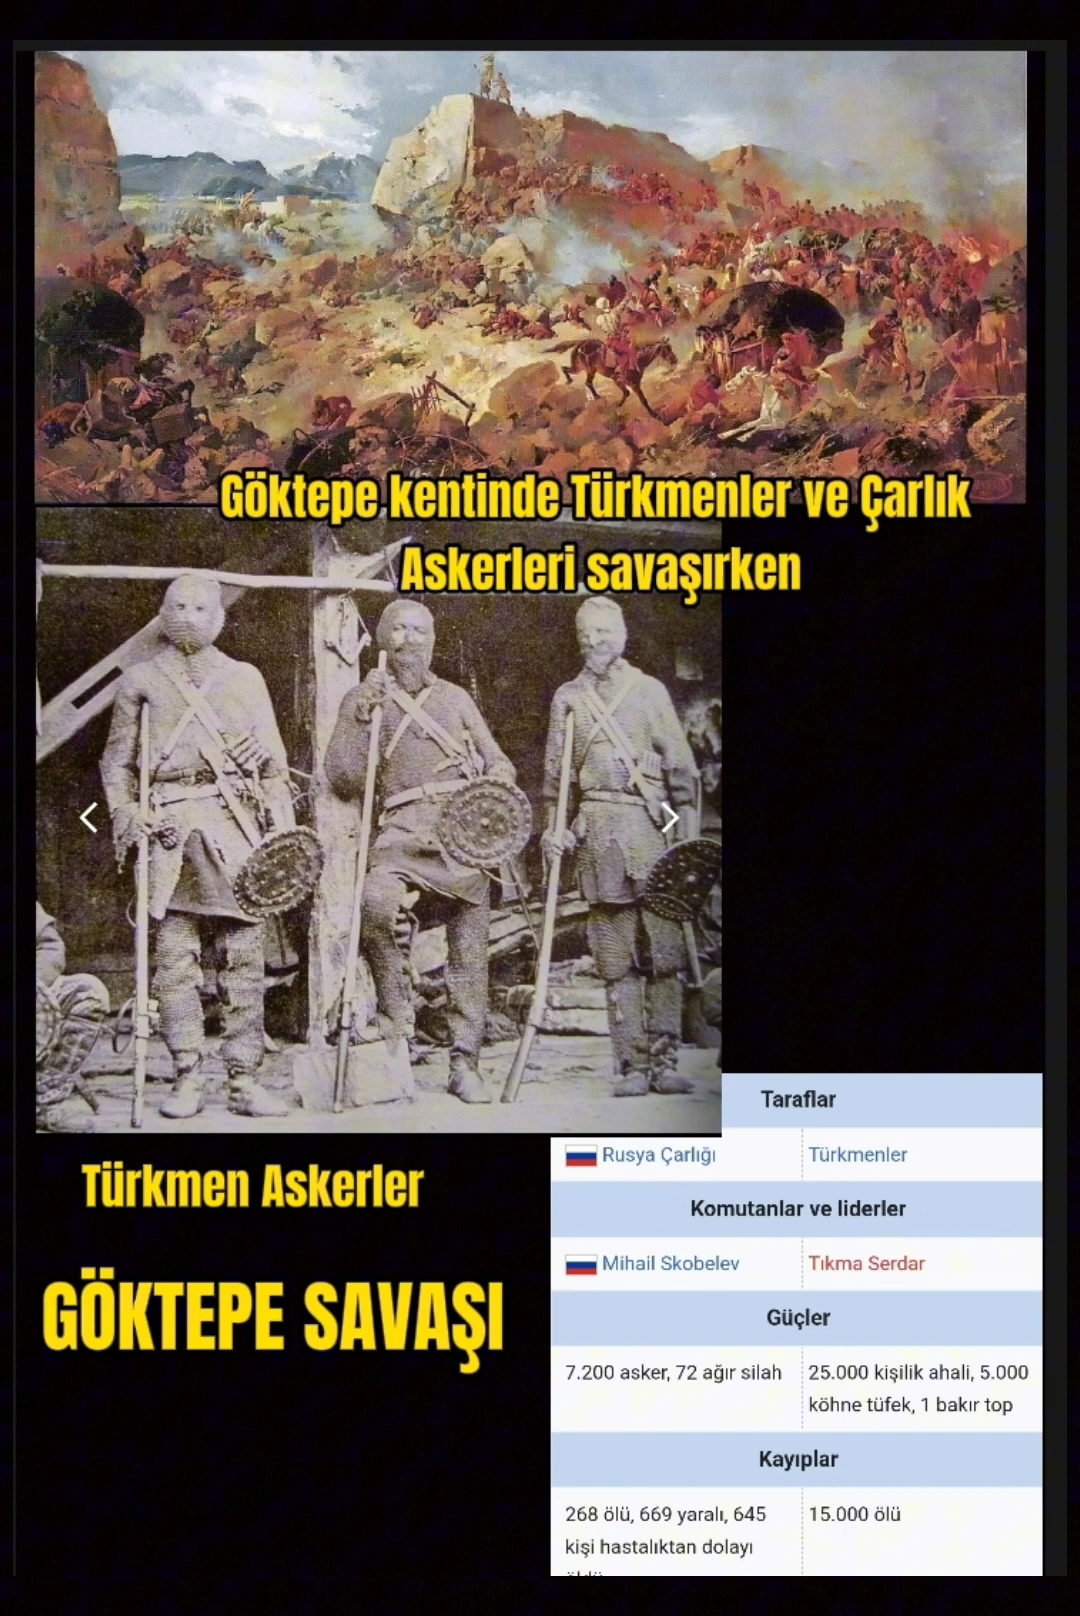 Göktepe kentinde Türkmenler ve Çarlık
Askerleri savaşırken
Türkmen Askerler
GÖKTEPE SAVAŞI
Taraflar
Rusya Çarlığı
Türkmenler
Komutanlar ve liderler
Mihail Skobelev
Tıkma Serdar
Güçler
7.200 asker, 72 ağır silah
25.000 kişilik ahali, 5.000
köhne tüfek, 1 bakır top
Kayıplar
268 ölü, 669 yaralı, 645
kişi hastalıktan dolayı
15.000 ölü